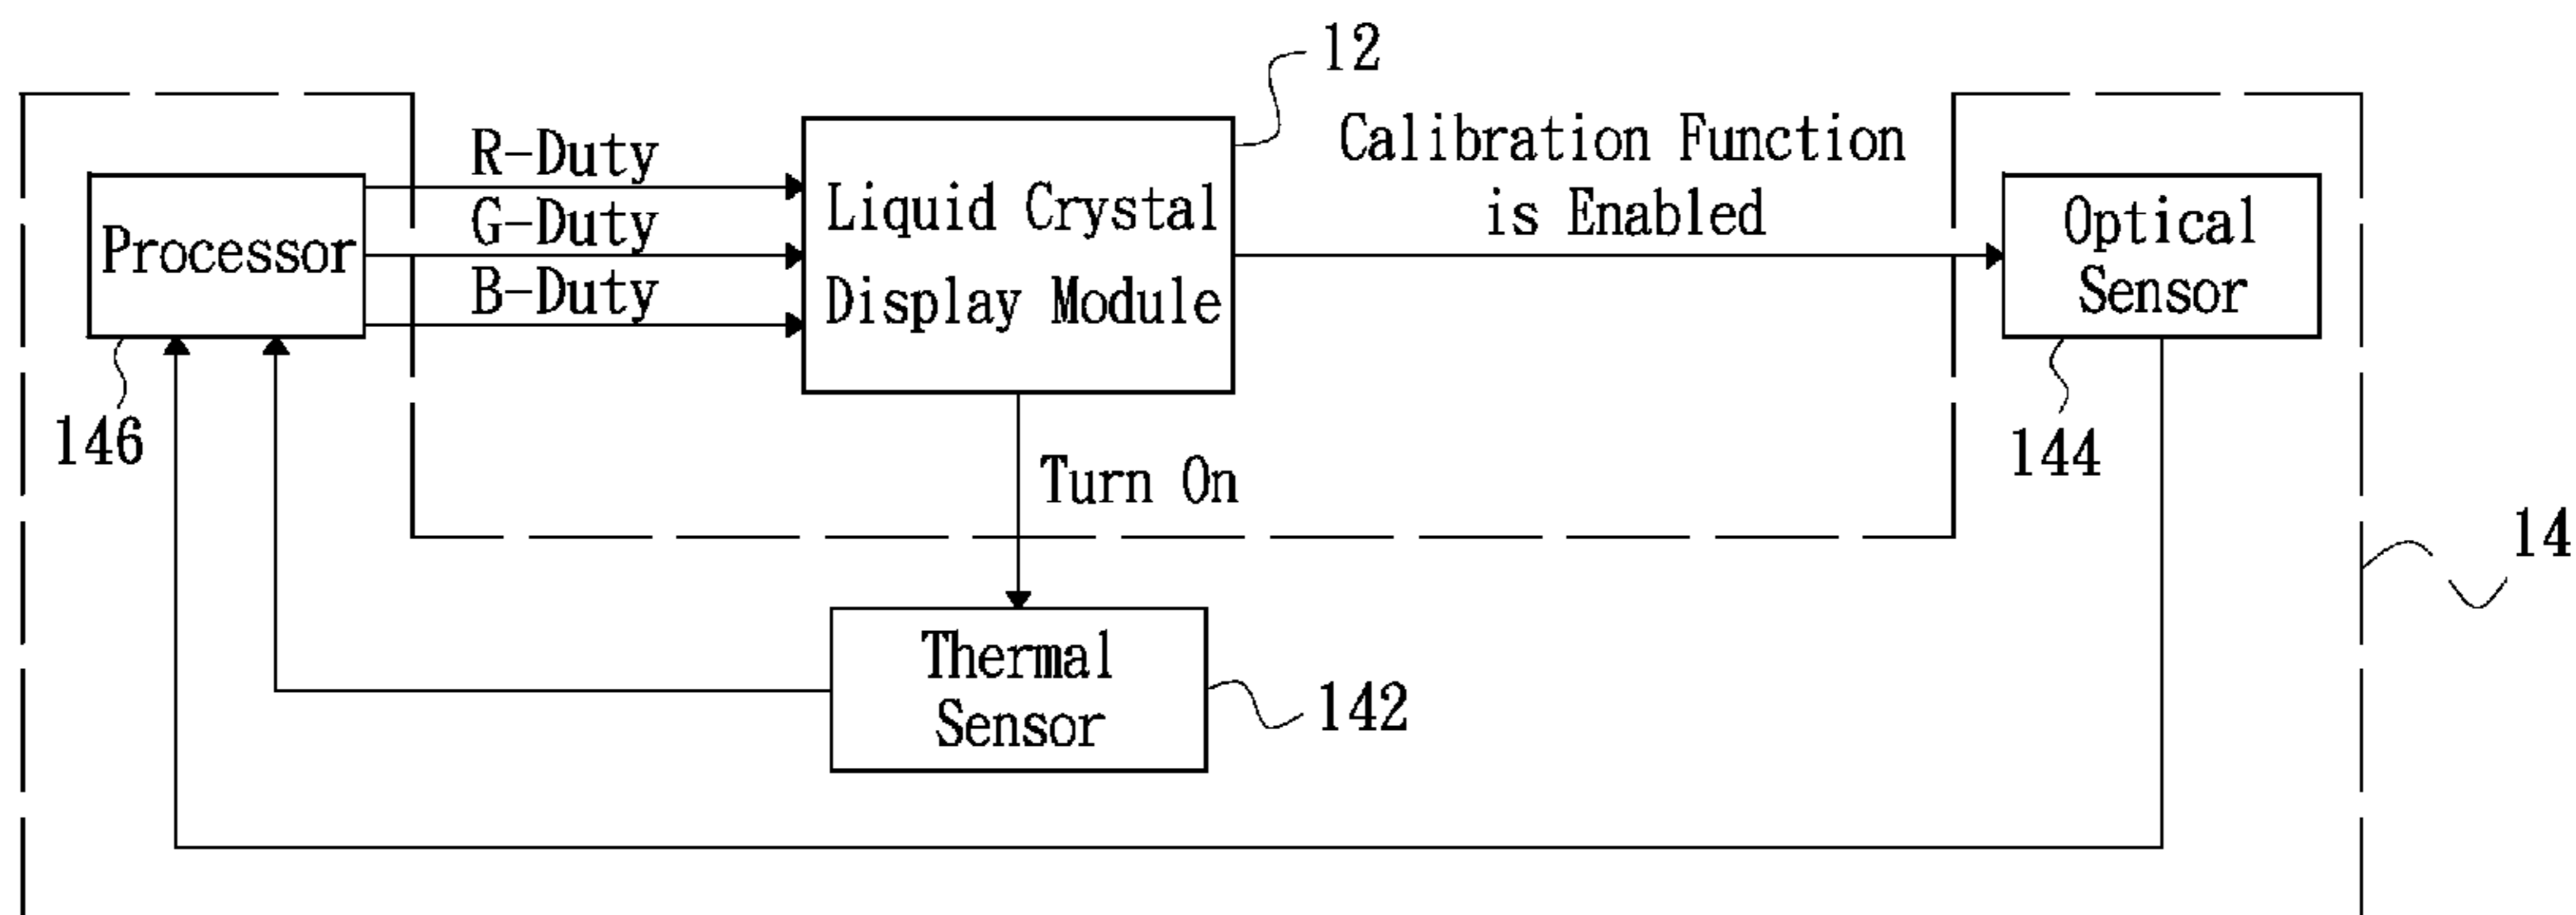 12
R-Duty
G-Duty
B-Duty
Processor
Liquid Crystal
Display Module
Calibration Function
is Enabled
Optical
Sensor
146
144
Turn On
14
Thermal
Sensor
142